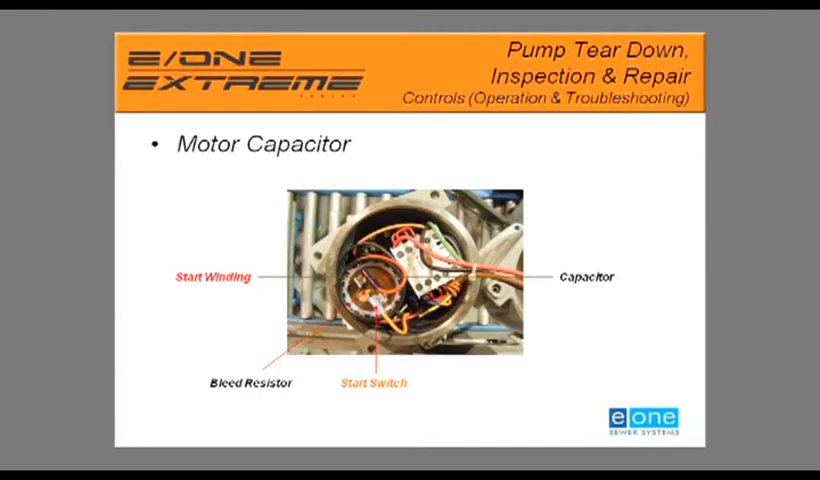 E/ONE
EXTREME
SERIES
Pump Tear Down,
Inspection & Repair
Controls (Operation & Troubleshooting)
• Motor Capacitor
Start Winding
Capacitor
Bleed Resistor
Start Switch
e one
SEWER SYSTEMS